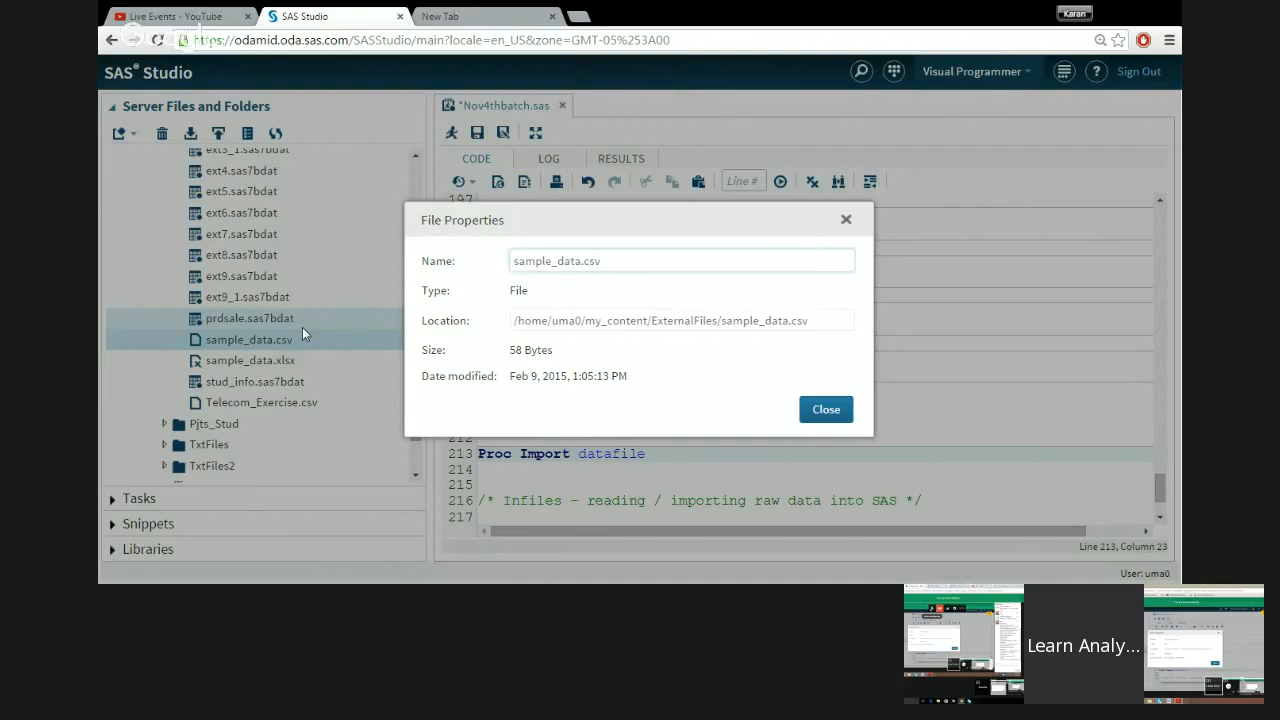 Live Events - YouTube
SAS Studio
New Tab
Karan
https://odamid.oda.sas.com/SASStudio/main?locale=en_US&zone=GMT-05%253A00
SAS® Studio
Visual Programmer
Sign Out
Server Files and Folders
*Nov4thbatch.sas
CODE
LOG
RESULTS
Line #
ext3_1.sas7bdat
ext4.sas7bdat
ext5.sas7bdat
ext6.sas7bdat
ext7.sas7bdat
ext8.sas7bdat
ext9.sas7bdat
ext9_1.sas7bdat
prdsale.sas7bdat
sample_data.csv
sample_data.xlsx
stud_info.sas7bdat
Telecom_Exercise.csv
Pjts_Stud
TxtFiles
TxtFiles2
Tasks
Snippets
Libraries
197
File Properties
Name: sample_data.csv
Type: File
Location: /home/uma0/my_content/ExternalFiles/sample_data.csv
Size: 58 Bytes
Date modified: Feb 9, 2015, 1:05:13 PM
Close
212
213 Proc Import datafile
214
215
216 /* Infiles - reading / importing raw data into SAS */
217
Line 213, Column 23
User: uma0
Learn Analy...